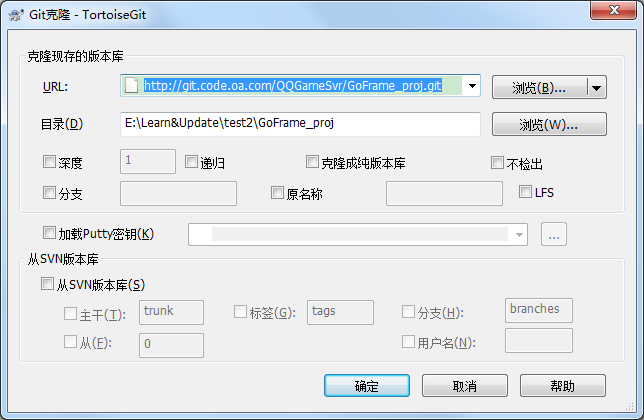 Git克隆 - TortoiseGit
克隆现存的版本库
URL: http://git.code.oa.com/QQGameSvr/GoFrame_proj.git 浏览(B)...
目录(D) E:\Learn&Update\test2\GoFrame_proj 浏览(W)...
深度 1 递归 克隆成纯版本库 不检出
分支 原名称 LFS
加载Putty密钥(K) ...
从SVN版本库
从SVN版本库(S)
主干(T): trunk 标签(G): tags 分支(H): branches
从(F): 0 用户名(N):
确定 取消 帮助